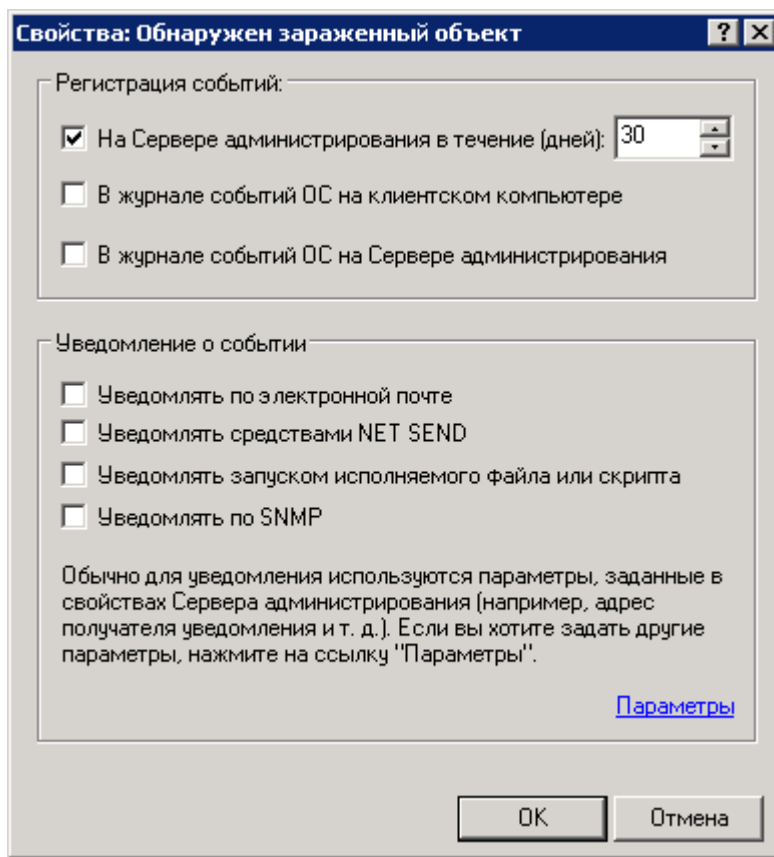 Свойства: Обнаружен зараженный объект
Регистрация событий:
На Сервере администрирования в течение (дней): 30
В журнале событий ОС на клиентском компьютере
В журнале событий ОС на Сервере администрирования
Уведомление о событии
Уведомлять по электронной почте
Уведомлять средствами NET SEND
Уведомлять запуском исполняемого файла или скрипта
Уведомлять по SNMP
Обычно для уведомления используются параметры, заданные в
свойствах Сервера администрирования (например, адрес
получателя уведомления и т. д.). Если вы хотите задать другие
параметры, нажмите на ссылку "Параметры".
Параметры
OK Отмена